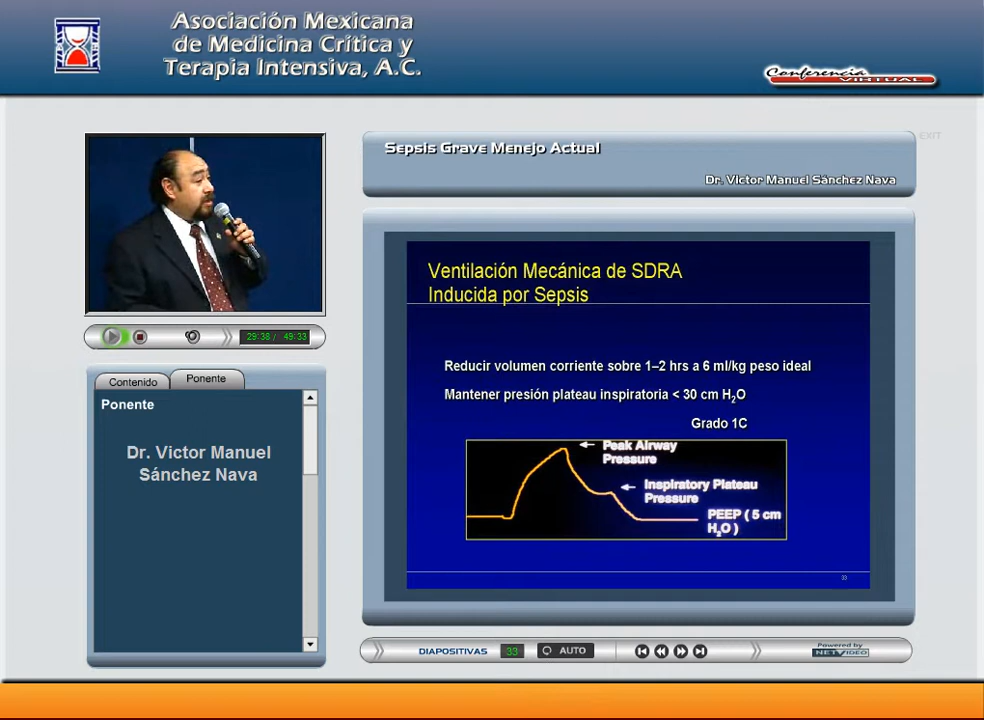 Asociación Mexicana
de Medicina Crítica y
Terapia Intensiva, A.C.
Conferencia
VIRTUAL
EXIT
Sepsis Grave Menejo Actual
Dr. Victor Manuel Sánchez Nava
29:38 / 49:33
Contenido
Ponente
Ponente
Dr. Victor Manuel
Sánchez Nava
Ventilación Mecánica de SDRA
Inducida por Sepsis
Reducir volumen corriente sobre 1–2 hrs a 6 ml/kg peso ideal
Mantener presión plateau inspiratoria < 30 cm H₂O
Grado 1C
Peak Airway
Pressure
Inspiratory Plateau
Pressure
PEEP ( 5 cm
H₂O )
33
DIAPOSITIVAS
33
AUTO
Powered by
NETVIDEO